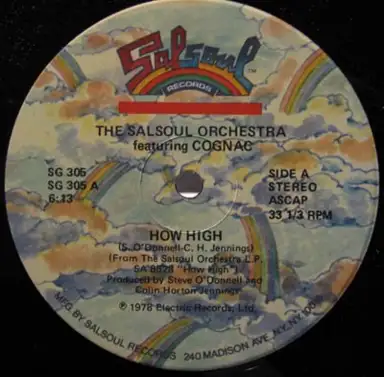 Salsoul
RECORDS
THE SALSOUL ORCHESTRA
featuring COGNAC
SG 305
SG 305 A
6:13
SIDE A
STEREO
ASCAP
33 1/3 RPM
HOW HIGH
(S. O'Donnell-C. H. Jennings)
(From The Salsoul Orchestra L.P.
SA 8528 "How High")
Produced by Steve O'Donnell and
Colin Horton Jennings
℗ 1978 Electric Records, Ltd.
MFG BY SALSOUL RECORDS 240 MADISON AVE., N.Y., N.Y.